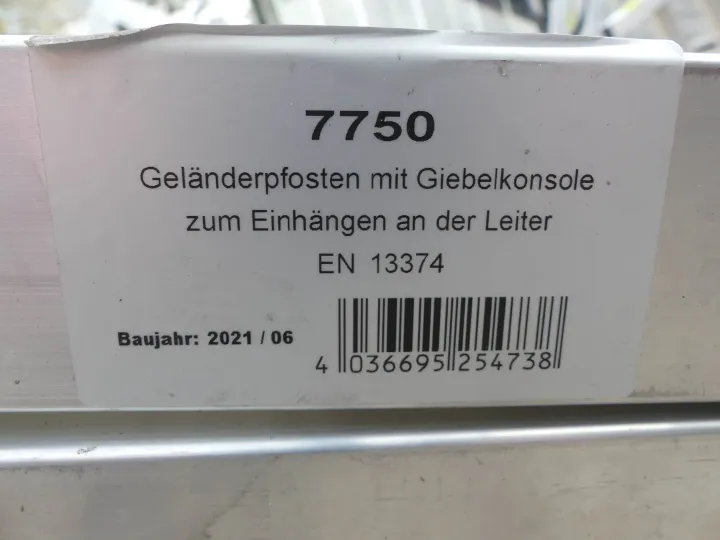 7750
Geländerpfosten mit Giebelkonsole
zum Einhängen an der Leiter
EN 13374
Baujahr: 2021 / 06
4 036695 254738